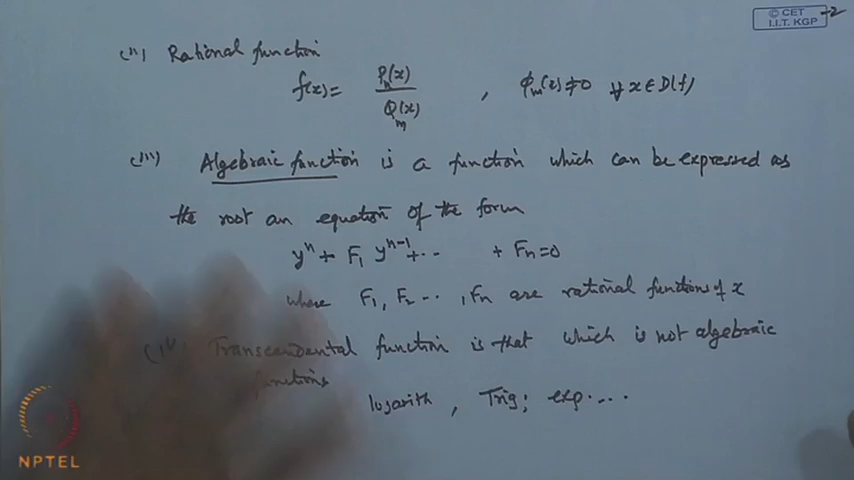 © CET
I.I.T. KGP
-2
(ii) Rational function
f(x) = Pn(x) / Qm(x) , φm(x) ≠ 0 ∀ x ∈ D(f)
(iii) Algebraic function is a function which can be expressed as
the root an equation of the form
yⁿ + F₁ yⁿ⁻¹ + .. + Fn = 0
where F₁, F₂ .. , Fn are rational functions of x
(iv) Transcendental function is that which is not algebraic
functions
logarith , Trig; exp....
NPTEL